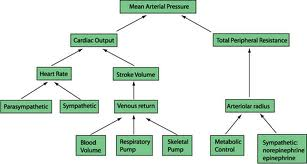 Mean Arterial Pressure
Cardiac Output
Total Peripheral Resistance
Heart Rate
Stroke Volume
Parasympathetic
Sympathetic
Venous return
Arteriolar radius
Blood
Volume
Respiratory
Pump
Skeletal
Pump
Metabolic
Control
Sympathetic:
norepinephrine
epinephrine